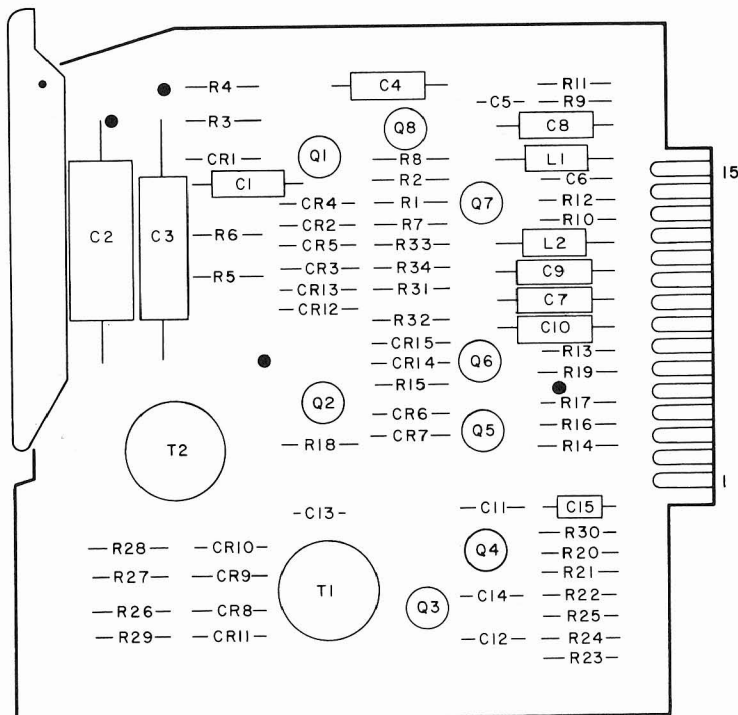 R4
R3
CR1
C1
C2
C3
R6
R5
C4
Q8
Q1
R8
R2
CR4
R1
CR2
R7
CR5
R33
CR3
R34
CR13
R31
CR12
R32
CR15
CR14
R15
Q2
CR6
CR7
R18
Q7
Q6
Q5
R11
C5
R9
C8
L1
C6
R12
R10
L2
C9
C7
C10
R13
R19
R17
R16
R14
15
1
T2
C13
T1
R28
CR10
R27
CR9
R26
CR8
R29
CR11
C11
C15
Q4
R30
R20
R21
C14
R22
Q3
R25
C12
R24
R23